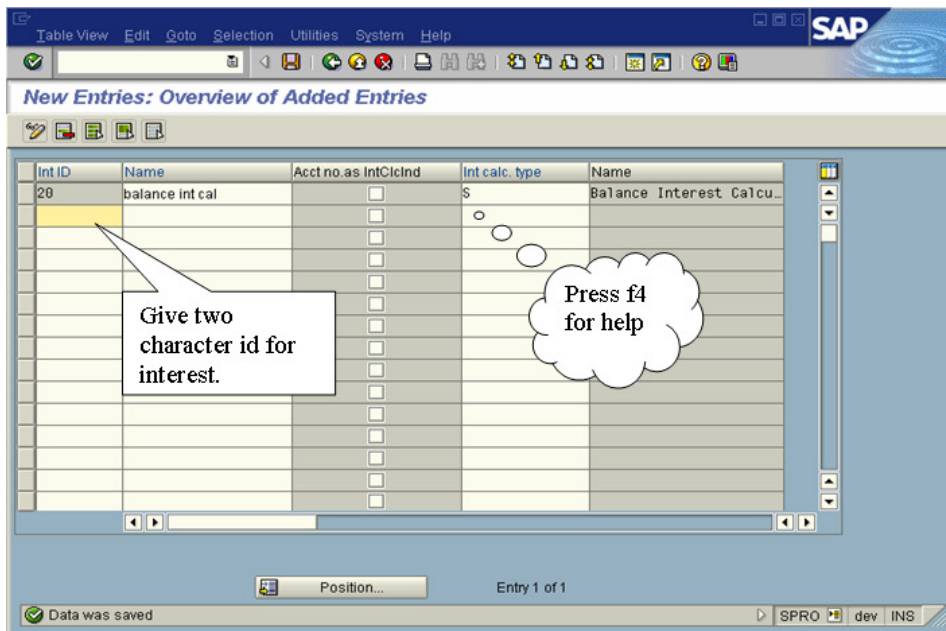 Table View Edit Goto Selection Utilities System Help
SAP
New Entries: Overview of Added Entries
Int ID Name Acct no.as IntClcInd Int calc. type Name
20 balance int cal S Balance Interest Calcu…
Give two
character id for
interest.
Press f4
for help
Position... Entry 1 of 1
Data was saved SPRO dev INS